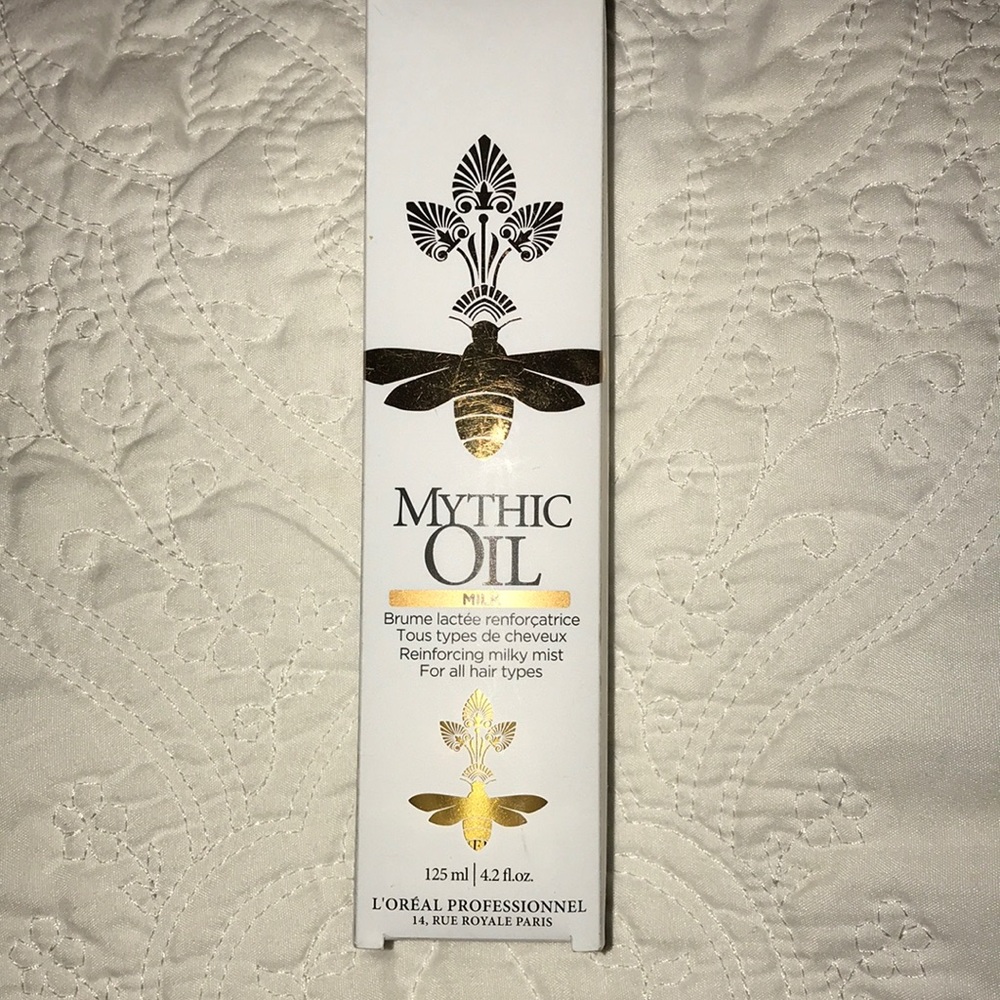 MYTHIC
OIL
MILK
Brume lactée renforçatrice
Tous types de cheveux
Reinforcing milky mist
For all hair types
125 ml | 4.2 fl.oz.
L'ORÉAL PROFESSIONNEL
14, RUE ROYALE PARIS